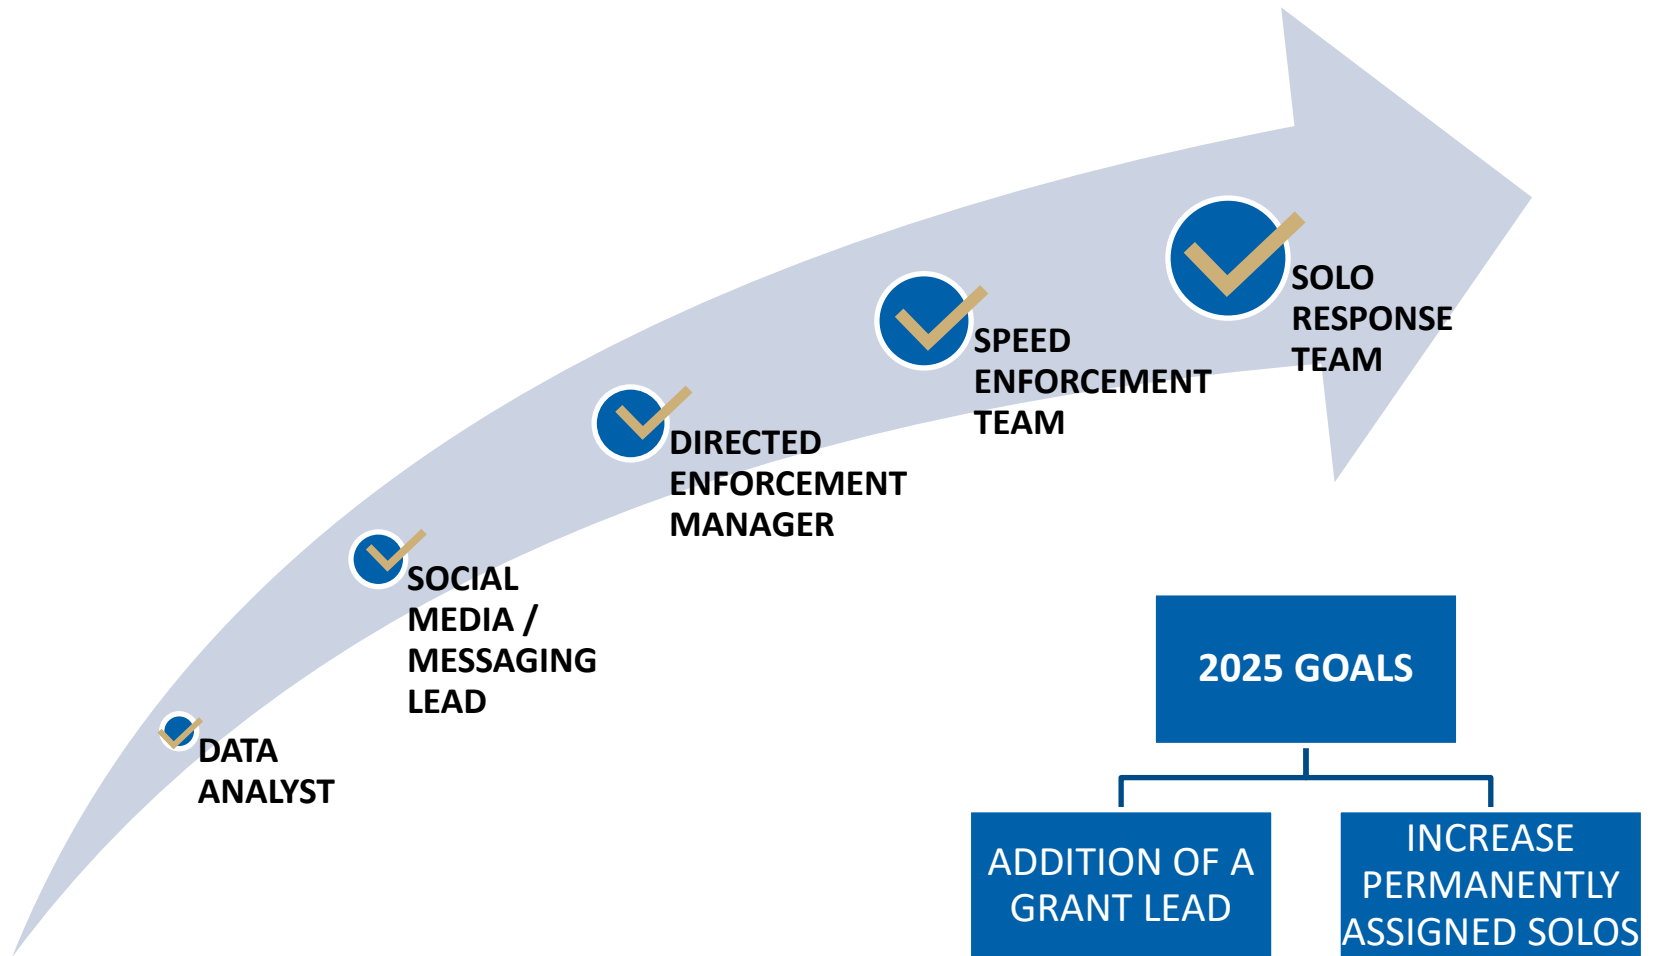 DATA
ANALYST
SOCIAL
MEDIA /
MESSAGING
LEAD
DIRECTED
ENFORCEMENT
MANAGER
SPEED
ENFORCEMENT
TEAM
SOLO
RESPONSE
TEAM
2025 GOALS
ADDITION OF A
GRANT LEAD
INCREASE
PERMANENTLY
ASSIGNED SOLOS